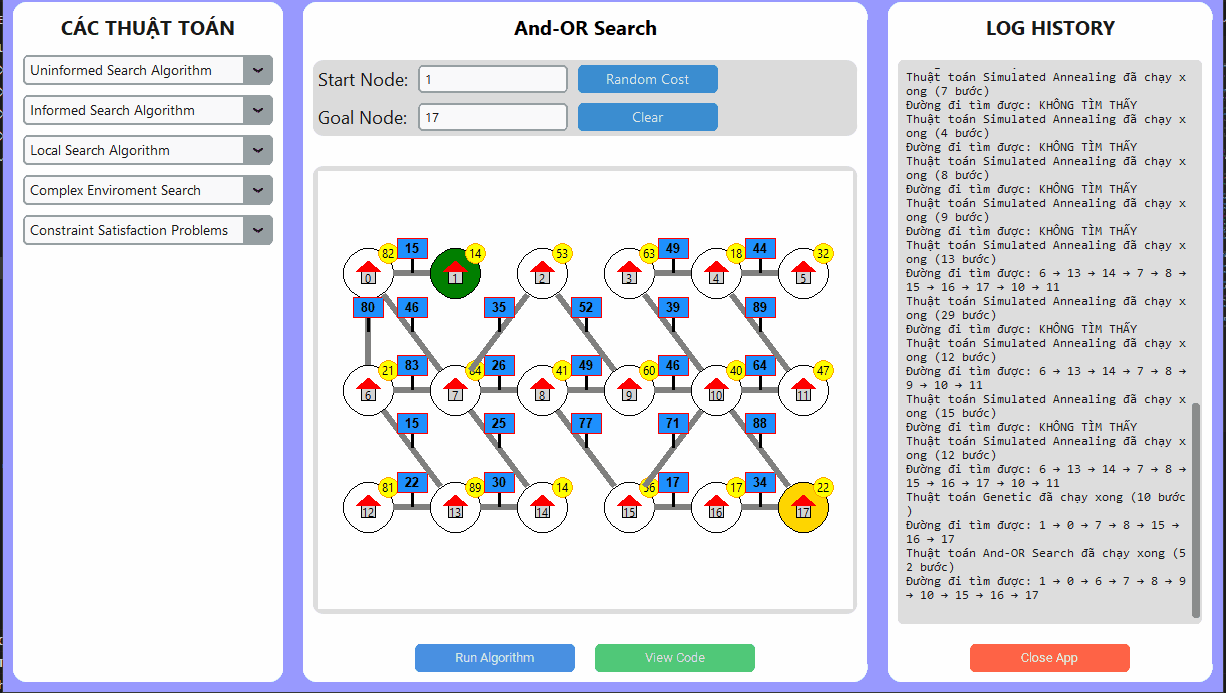 CÁC THUẬT TOÁN
Uninformed Search Algorithm
Informed Search Algorithm
Local Search Algorithm
Complex Enviroment Search
Constraint Satisfaction Problems
And-OR Search
Start Node: 1 Random Cost
Goal Node: 17 Clear
82 15 14 53 63 49 18 44 32
0 1 2 3 4 5
80 46 35 52 39 89
21 83 26 41 49 60 46 40 64 47
6 7 8 9 10 11
15 25 77 71 88
81 22 89 30 14 17 17 34 22
12 13 14 15 16 17
Run Algorithm View Code
LOG HISTORY
Thuật toán Simulated Annealing đã chạy x
ong (7 bước)
Đường đi tìm được: KHÔNG TÌM THẤY
Thuật toán Simulated Annealing đã chạy x
ong (4 bước)
Đường đi tìm được: KHÔNG TÌM THẤY
Thuật toán Simulated Annealing đã chạy x
ong (8 bước)
Đường đi tìm được: KHÔNG TÌM THẤY
Thuật toán Simulated Annealing đã chạy x
ong (9 bước)
Đường đi tìm được: KHÔNG TÌM THẤY
Thuật toán Simulated Annealing đã chạy x
ong (13 bước)
Đường đi tìm được: 6 → 13 → 14 → 7 → 8 →
15 → 16 → 17 → 10 → 11
Thuật toán Simulated Annealing đã chạy x
ong (29 bước)
Đường đi tìm được: KHÔNG TÌM THẤY
Thuật toán Simulated Annealing đã chạy x
ong (12 bước)
Đường đi tìm được: 6 → 13 → 14 → 7 → 8 →
9 → 10 → 11
Thuật toán Simulated Annealing đã chạy x
ong (15 bước)
Đường đi tìm được: KHÔNG TÌM THẤY
Thuật toán Simulated Annealing đã chạy x
ong (12 bước)
Đường đi tìm được: 6 → 13 → 14 → 7 → 8 →
15 → 16 → 17 → 10 → 11
Thuật toán Genetic đã chạy xong (10 bước
)
Đường đi tìm được: 1 → 0 → 7 → 8 → 15 →
16 → 17
Thuật toán And-OR Search đã chạy xong (5
2 bước)
Đường đi tìm được: 1 → 0 → 6 → 7 → 8 → 9
→ 10 → 15 → 16 → 17
Close App